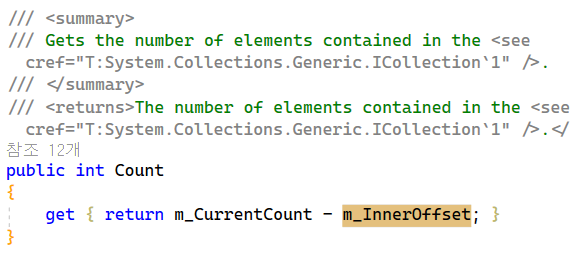 /// <summary>
/// Gets the number of elements contained in the <see
cref="T:System.Collections.Generic.ICollection`1" />.
/// </summary>
/// <returns>The number of elements contained in the <see
cref="T:System.Collections.Generic.ICollection`1" />.</
참조 12개
public int Count
{
get { return m_CurrentCount - m_InnerOffset; }
}